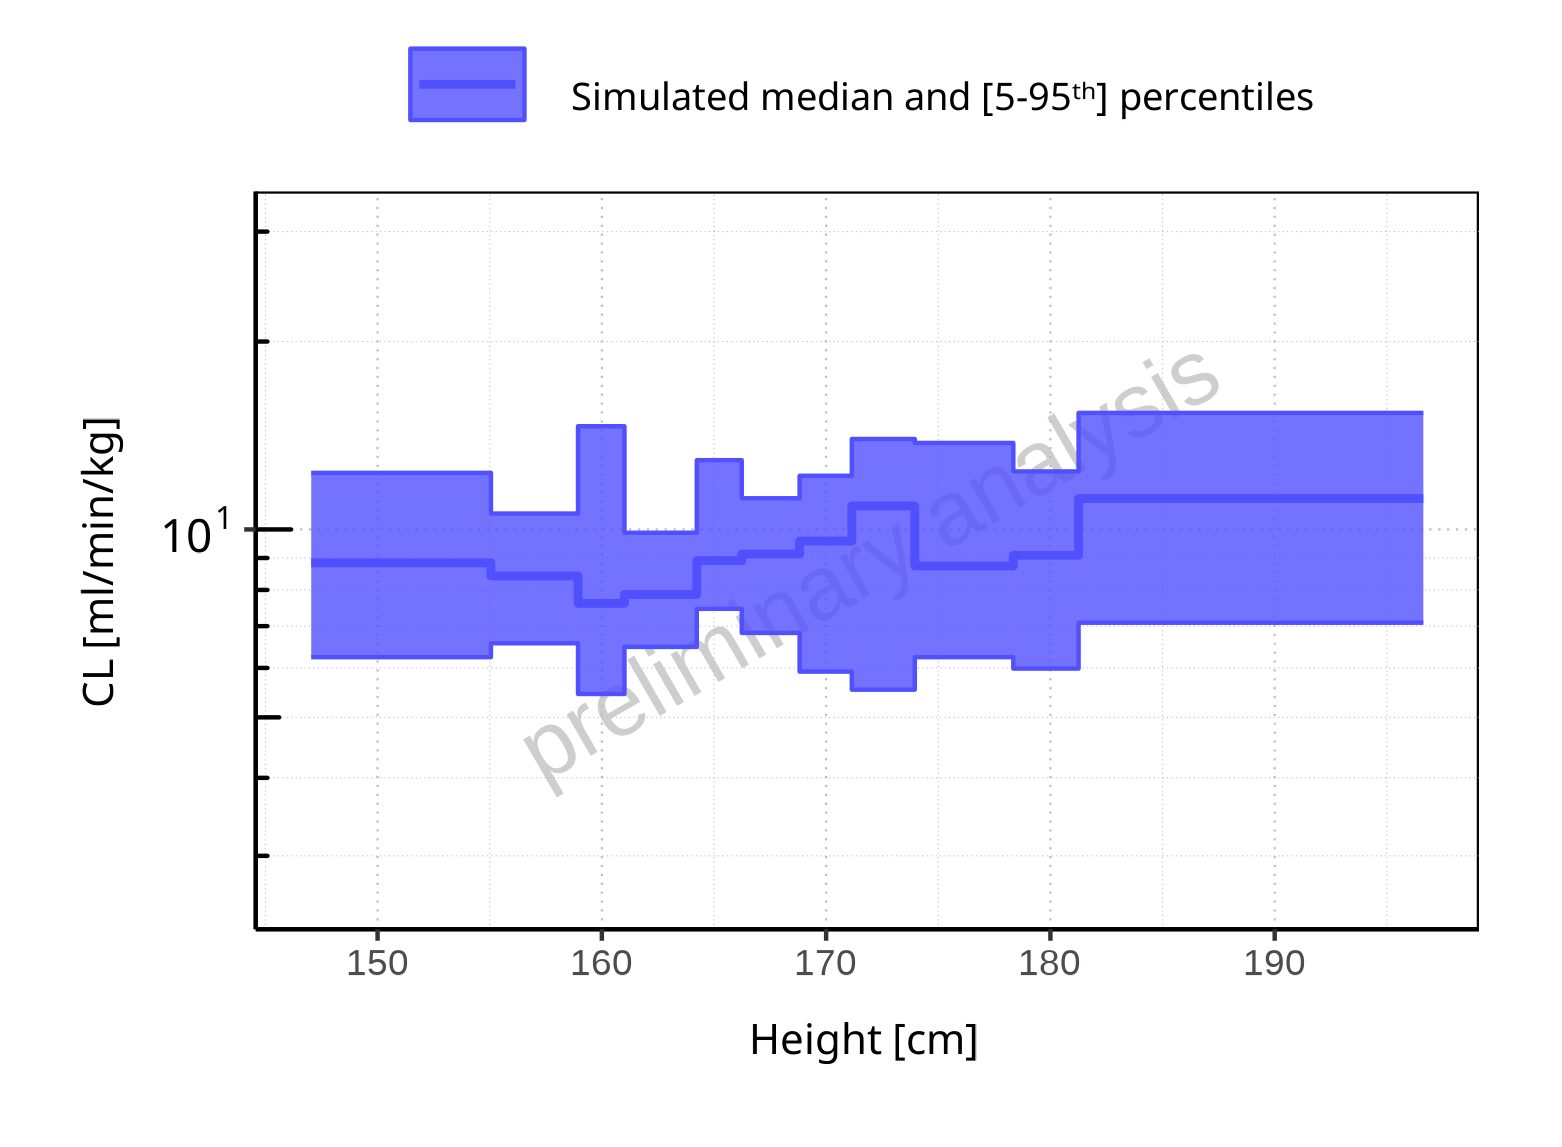 Simulated median and [5-95ᵗʰ] percentiles
CL [ml/min/kg]
10¹
preliminary analysis
150 160 170 180 190
Height [cm]